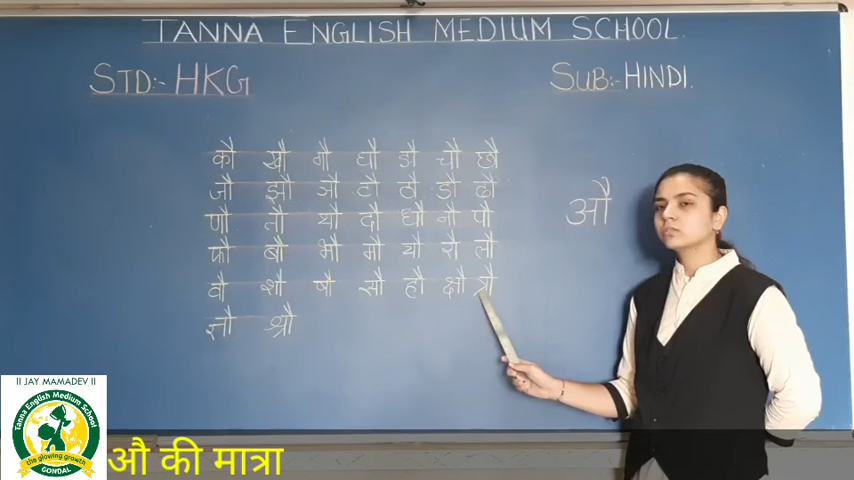 TANNA ENGLISH MEDIUM SCHOOL.
STD:- HKG
SUB:- HINDI.
कौ खौ गौ घौ ङौ चौ छौ
जौ झौ ञौ टौ ठौ डौ ढौ
णौ तौ थौ दौ धौ नौ पौ
फौ बौ भौ मौ यौ रौ लौ
वौ शौ षौ सौ हौ क्षौ त्रौ
ज्ञौ श्रौ
औ
II JAY MAMADEV II
Tanna English Medium School
the glowing growth
GONDAL
औ की मात्रा